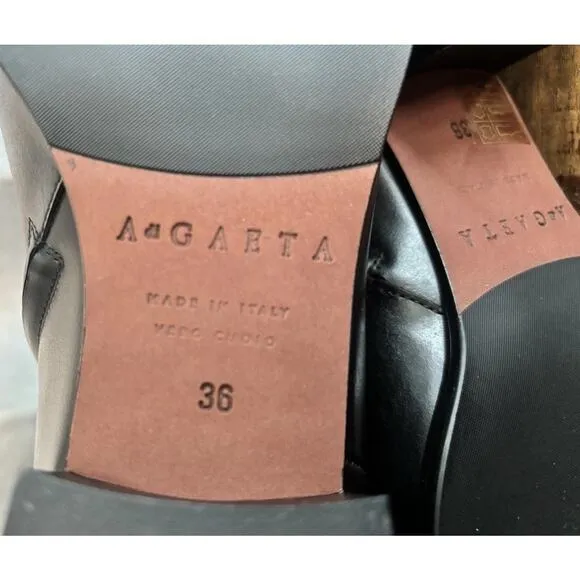 AdGAETA
MADE IN ITALY
VERO CUOIO
36
36
AdGAETA